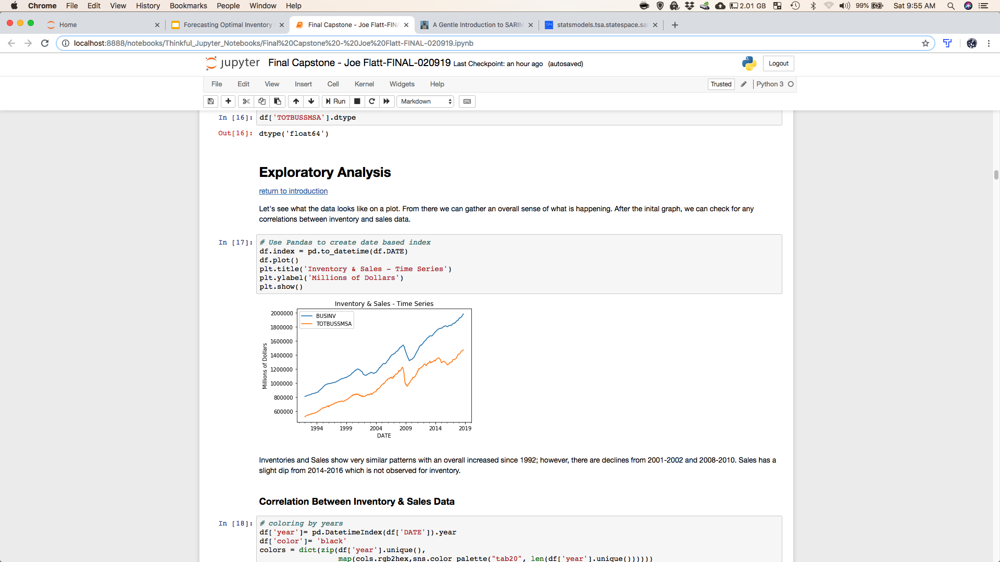 Chrome File Edit View History Bookmarks People Window Help 2.01 GB 99% Sat 9:55 AM
Home Forecasting Optimal Inventory Final Capstone - Joe Flatt-FIN A Gentle Introduction to SARIM statsmodels.tsa.statespace.sa
localhost:8888/notebooks/Thinkful_Jupyter_Notebooks/Final%20Capstone%20-%20Joe%20Flatt-FINAL-020919.ipynb
jupyter Final Capstone - Joe Flatt-FINAL-020919 Last Checkpoint: an hour ago (autosaved) Logout
File Edit View Insert Cell Kernel Widgets Help Trusted Python 3
Run Markdown
In [16]: df['TOTBUSSMSA'].dtype
Out[16]: dtype('float64')
Exploratory Analysis
return to introduction
Let's see what the data looks like on a plot. From there we can gather an overall sense of what is happening. After the inital graph, we can check for any
correlations between inventory and sales data.
In [17]: # Use Pandas to create date based index
df.index = pd.to_datetime(df.DATE)
df.plot()
plt.title('Inventory & Sales - Time Series')
plt.ylabel('Millions of Dollars')
plt.show()
Inventory & Sales - Time Series
BUSINV
TOTBUSSMSA
Millions of Dollars
2000000
1800000
1600000
1400000
1200000
1000000
800000
600000
1994 1999 2004 2009 2014 2019
DATE
Inventories and Sales show very similar patterns with an overall increased since 1992; however, there are declines from 2001-2002 and 2008-2010. Sales has a
slight dip from 2014-2016 which is not observed for inventory.
Correlation Between Inventory & Sales Data
In [18]: # coloring by years
df['year']= pd.DatetimeIndex(df['DATE']).year
df['color']= 'black'
colors = dict(zip(df['year'].unique(),
map(cols.rgb2hex,sns.color_palette("tab20", len(df['year'].unique())))))